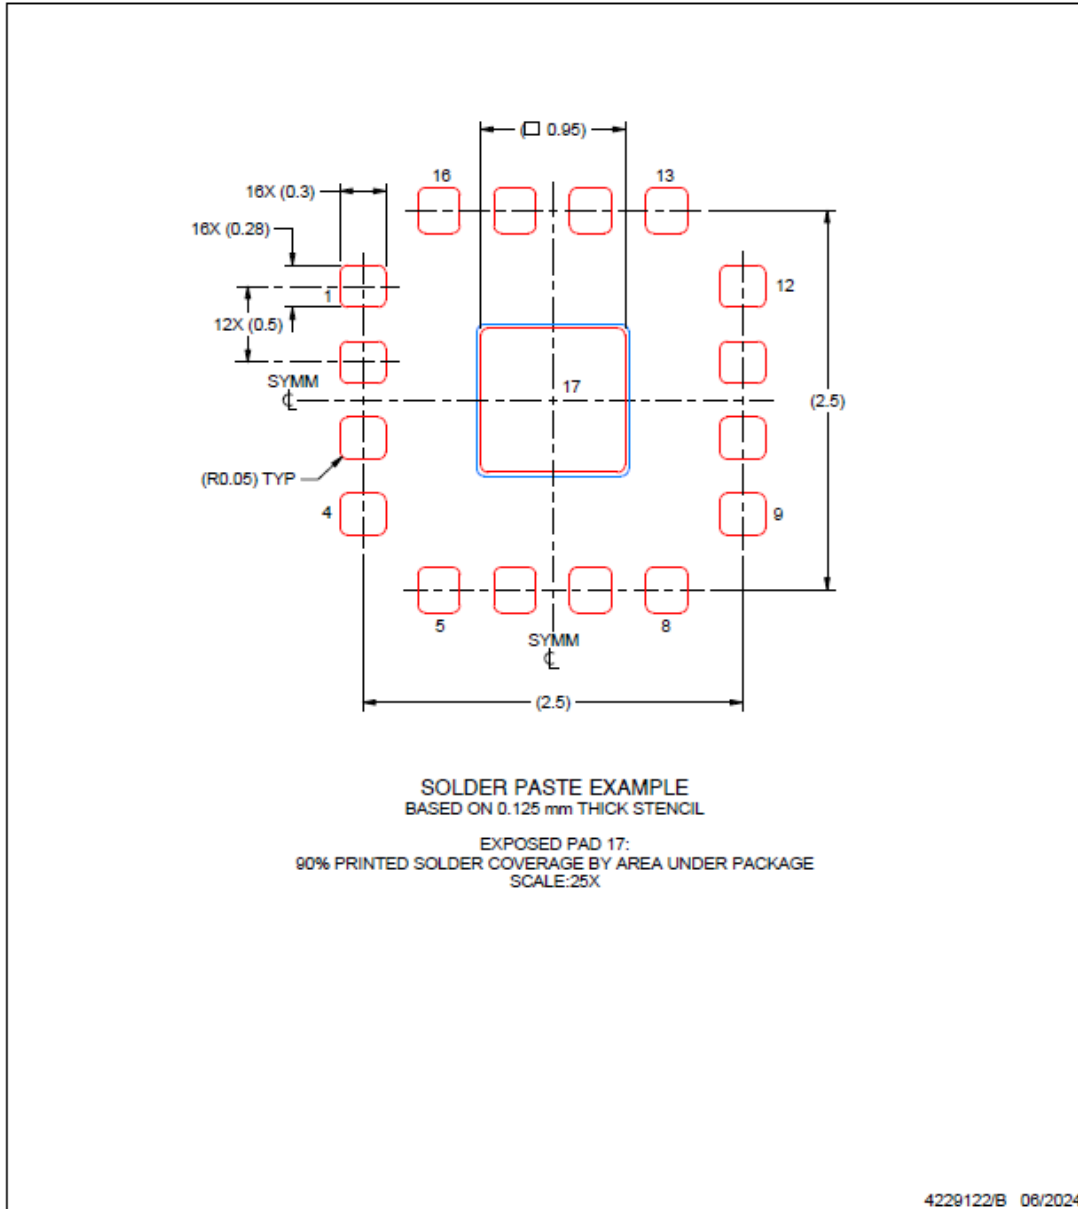 (□ 0.95)
16
13
16X (0.3)
16X (0.28)
1
12
12X (0.5)
SYMM
℄
17
(2.5)
(R0.05) TYP
4
9
5
8
SYMM
℄
(2.5)
SOLDER PASTE EXAMPLE
BASED ON 0.125 mm THICK STENCIL
EXPOSED PAD 17:
90% PRINTED SOLDER COVERAGE BY AREA UNDER PACKAGE
SCALE:25X
4229122/B 06/2024